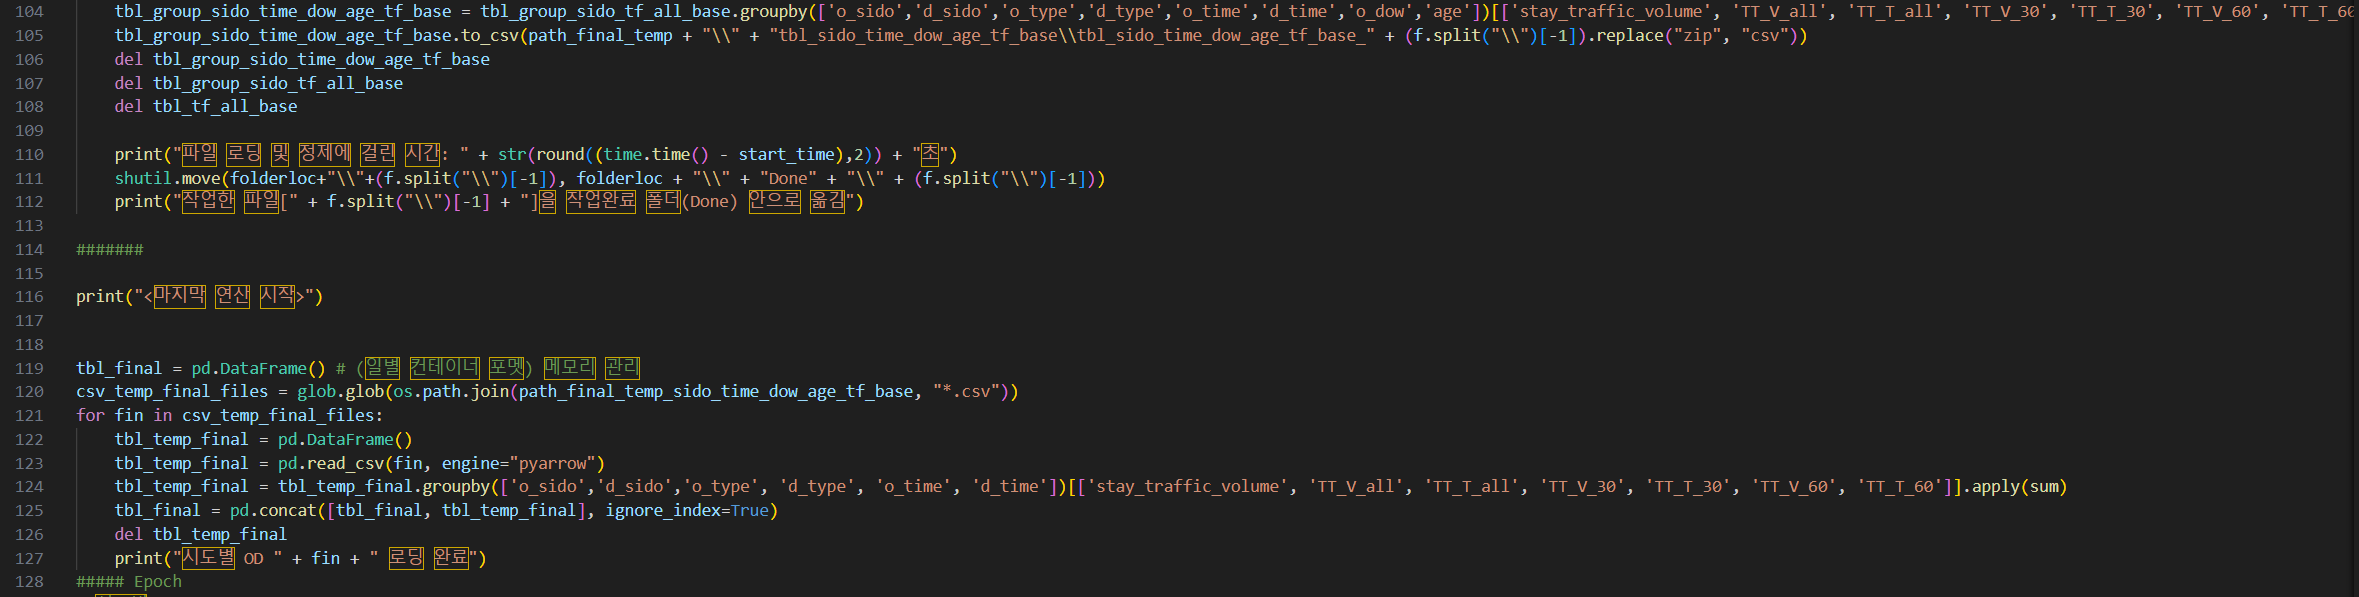 104 tbl_group_sido_time_dow_age_tf_base = tbl_group_sido_tf_all_base.groupby(['o_sido','d_sido','o_type','d_type','o_time','d_time','o_dow','age'])[['stay_traffic_volume', 'TT_V_all', 'TT_T_all', 'TT_V_30', 'TT_T_30', 'TT_V_60', 'TT_T_60
105 tbl_group_sido_time_dow_age_tf_base.to_csv(path_final_temp + "\\" + "tbl_sido_time_dow_age_tf_base\\tbl_sido_time_dow_age_tf_base_" + (f.split("\\")[-1]).replace("zip", "csv"))
106 del tbl_group_sido_time_dow_age_tf_base
107 del tbl_group_sido_tf_all_base
108 del tbl_tf_all_base
109
110 print("파일 로딩 및 정제에 걸린 시간: " + str(round((time.time() - start_time),2)) + "초")
111 shutil.move(folderloc+"\\"+(f.split("\\")[-1]), folderloc + "\\" + "Done" + "\\" + (f.split("\\")[-1]))
112 print("작업한 파일[" + f.split("\\")[-1] + "]을 작업완료 폴더(Done) 안으로 옮김")
113
114 #######
115
116 print("<마지막 연산 시작>")
117
118
119 tbl_final = pd.DataFrame() # (일별 컨테이너 포멧) 메모리 관리
120 csv_temp_final_files = glob.glob(os.path.join(path_final_temp_sido_time_dow_age_tf_base, "*.csv"))
121 for fin in csv_temp_final_files:
122 tbl_temp_final = pd.DataFrame()
123 tbl_temp_final = pd.read_csv(fin, engine="pyarrow")
124 tbl_temp_final = tbl_temp_final.groupby(['o_sido','d_sido','o_type', 'd_type', 'o_time', 'd_time'])[['stay_traffic_volume', 'TT_V_all', 'TT_T_all', 'TT_V_30', 'TT_T_30', 'TT_V_60', 'TT_T_60']].apply(sum)
125 tbl_final = pd.concat([tbl_final, tbl_temp_final], ignore_index=True)
126 del tbl_temp_final
127 print("시도별 OD " + fin + " 로딩 완료")
128 ##### Epoch